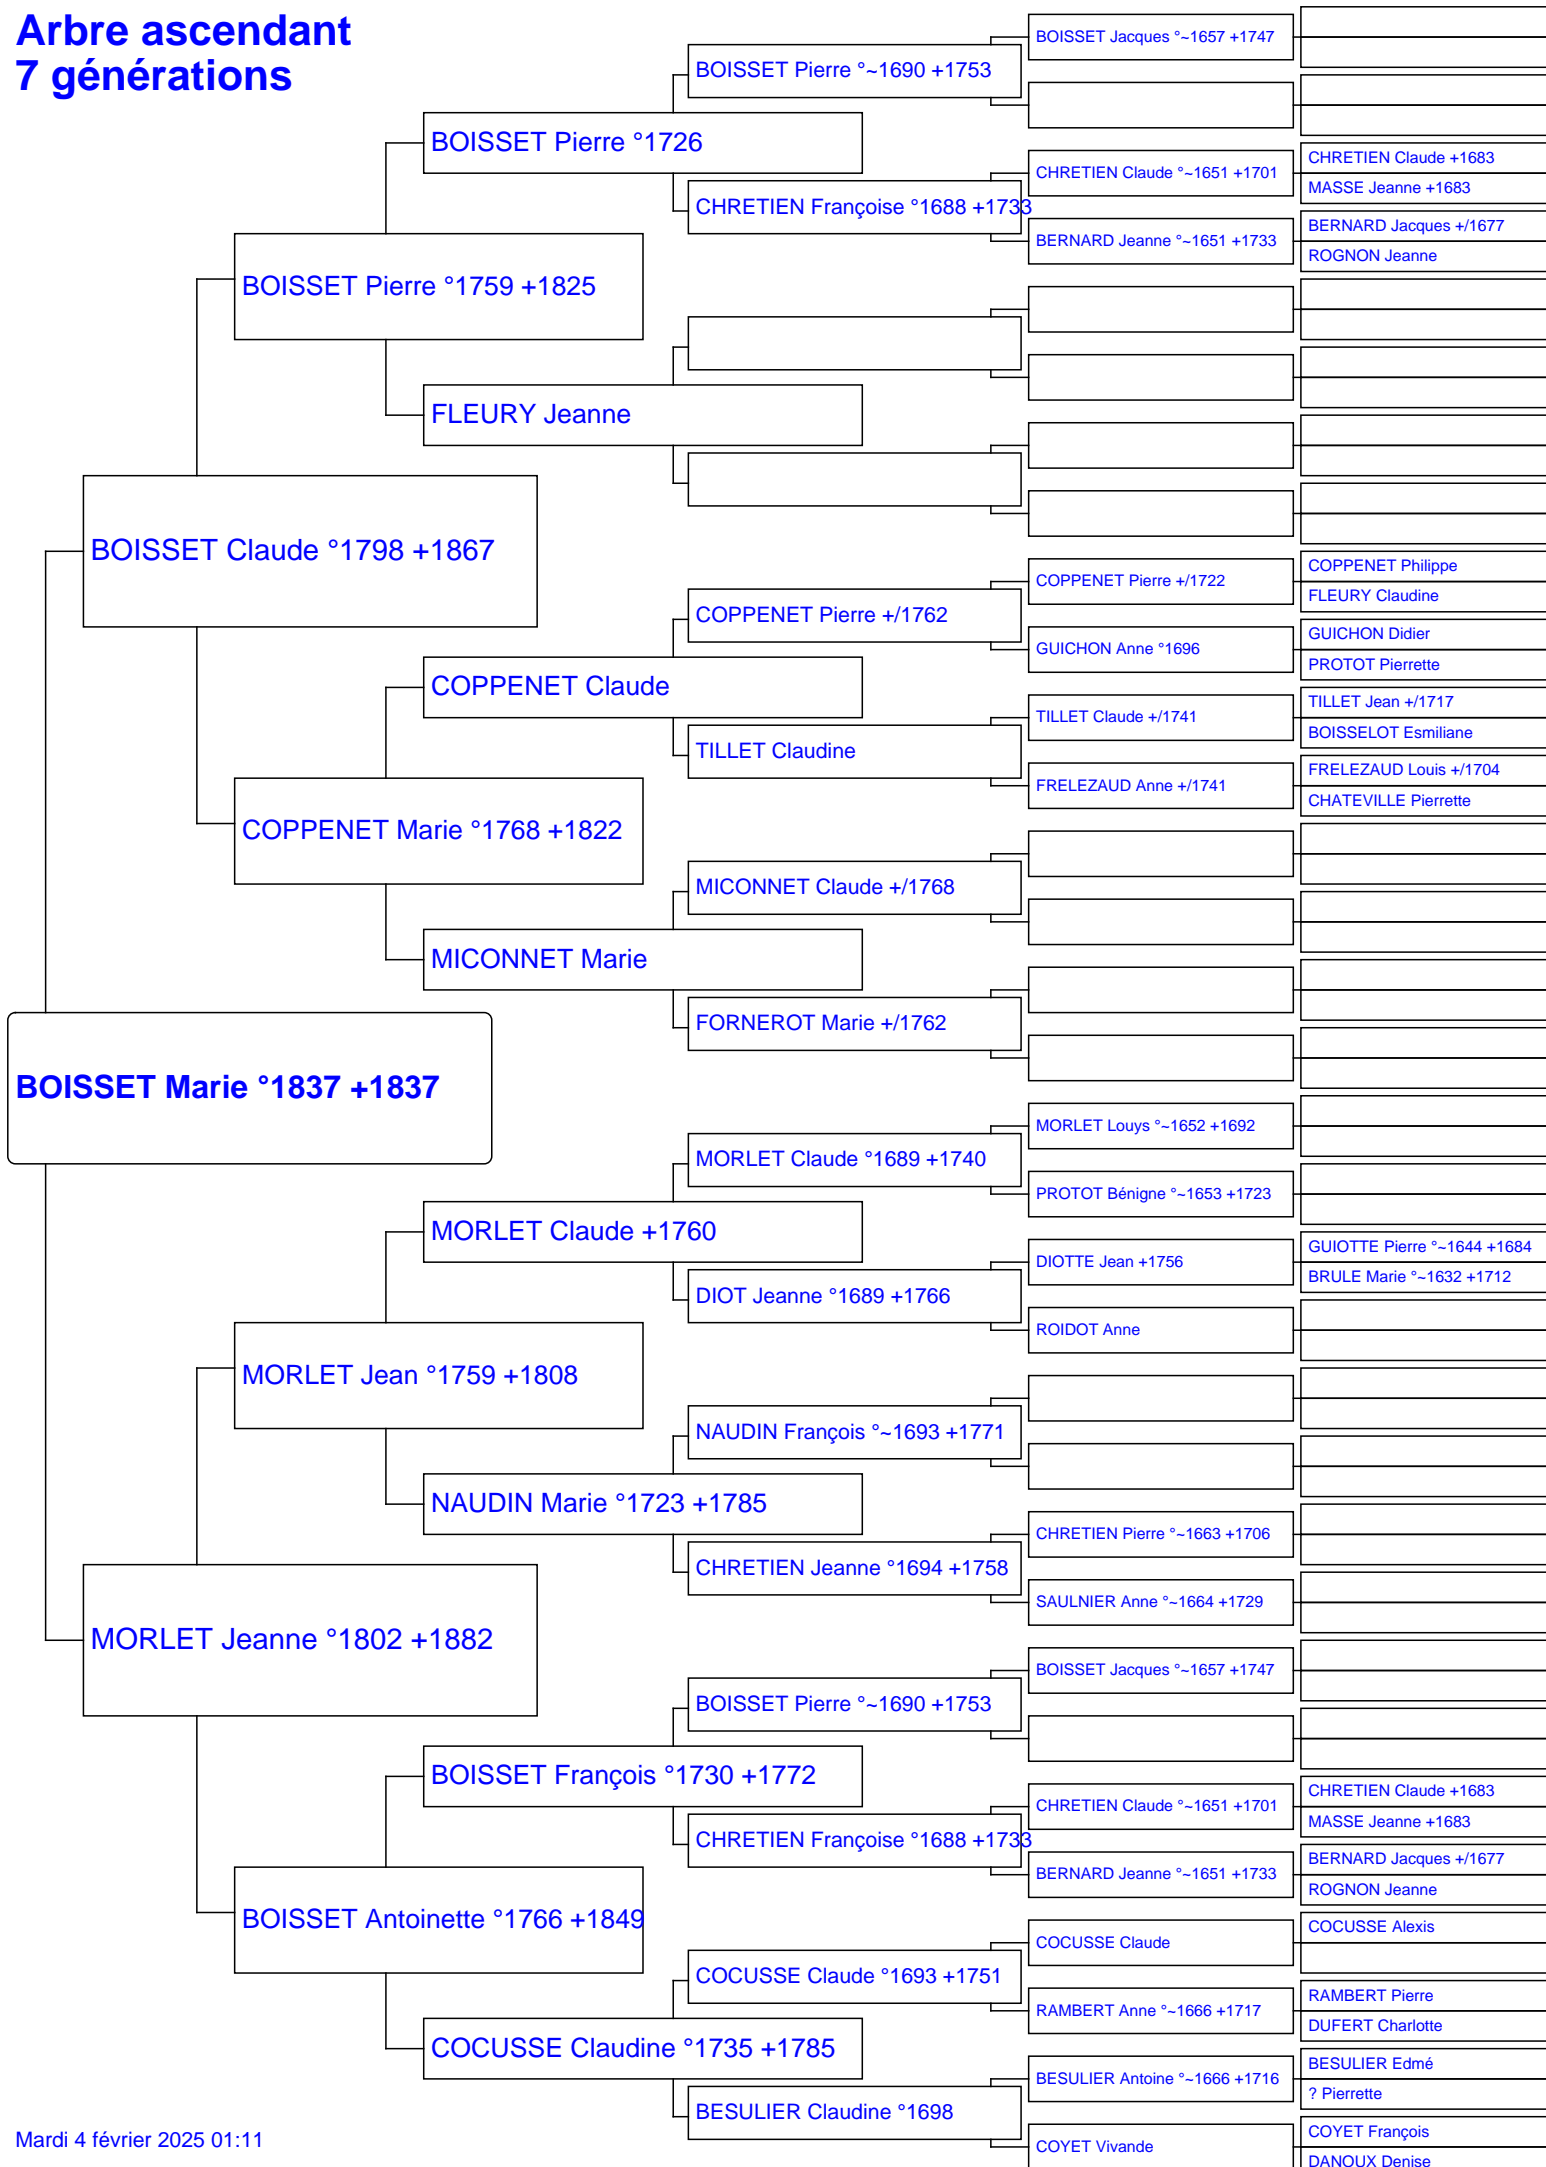 Arbre ascendant
7 générations
BOISSET Marie °1837 +1837
BOISSET Claude °1798 +1867
MORLET Jeanne °1802 +1882
BOISSET Pierre °1759 +1825
COPPENET Marie °1768 +1822
MORLET Jean °1759 +1808
BOISSET Antoinette °1766 +1849
BOISSET Pierre °1726
FLEURY Jeanne
COPPENET Claude
MICONNET Marie
MORLET Claude +1760
NAUDIN Marie °1723 +1785
BOISSET François °1730 +1772
COCUSSE Claudine °1735 +1785
BOISSET Pierre °~1690 +1753
CHRETIEN Françoise °1688 +1733
COPPENET Pierre +/1762
TILLET Claudine
MICONNET Claude +/1768
FORNEROT Marie +/1762
MORLET Claude °1689 +1740
DIOT Jeanne °1689 +1766
NAUDIN François °~1693 +1771
CHRETIEN Jeanne °1694 +1758
BOISSET Pierre °~1690 +1753
CHRETIEN Françoise °1688 +1733
COCUSSE Claude °1693 +1751
BESULIER Claudine °1698
BOISSET Jacques °~1657 +1747
CHRETIEN Claude °~1651 +1701
BERNARD Jeanne °~1651 +1733
COPPENET Pierre +/1722
GUICHON Anne °1696
TILLET Claude +/1741
FRELEZAUD Anne +/1741
MORLET Louys °~1652 +1692
PROTOT Bénigne °~1653 +1723
DIOTTE Jean +1756
ROIDOT Anne
CHRETIEN Pierre °~1663 +1706
SAULNIER Anne °~1664 +1729
BOISSET Jacques °~1657 +1747
CHRETIEN Claude °~1651 +1701
BERNARD Jeanne °~1651 +1733
COCUSSE Claude
RAMBERT Anne °~1666 +1717
BESULIER Antoine °~1666 +1716
COYET Vivande
CHRETIEN Claude +1683
MASSE Jeanne +1683
BERNARD Jacques +/1677
ROGNON Jeanne
COPPENET Philippe
FLEURY Claudine
GUICHON Didier
PROTOT Pierrette
TILLET Jean +/1717
BOISSELOT Esmiliane
FRELEZAUD Louis +/1704
CHATEVILLE Pierrette
GUIOTTE Pierre °~1644 +1684
BRULE Marie °~1632 +1712
CHRETIEN Claude +1683
MASSE Jeanne +1683
BERNARD Jacques +/1677
ROGNON Jeanne
COCUSSE Alexis
RAMBERT Pierre
DUFERT Charlotte
BESULIER Edmé
? Pierrette
COYET François
DANOUX Denise
Mardi 4 février 2025 01:11